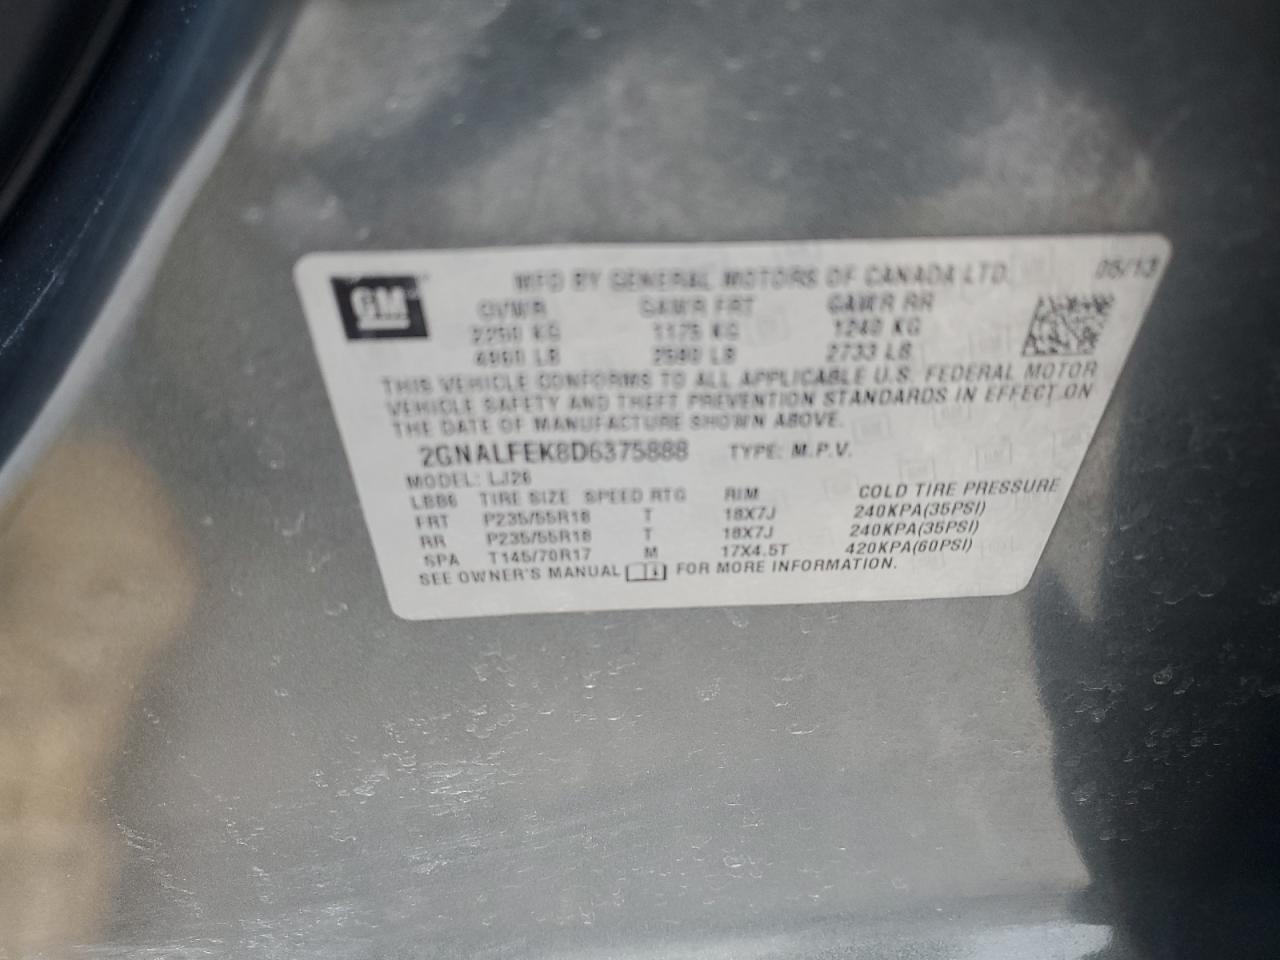 GM MFD BY GENERAL MOTORS OF CANADA LTD. 05/13
GVWR GAWR FRT GAWR RR
2250 KG 1175 KG 1240 KG
4960 LB 2590 LB 2733 LB
THIS VEHICLE CONFORMS TO ALL APPLICABLE U.S. FEDERAL MOTOR
VEHICLE SAFETY AND THEFT PREVENTION STANDARDS IN EFFECT ON
THE DATE OF MANUFACTURE SHOWN ABOVE.
2GNALFEK8D6375888 TYPE: M.P.V.
MODEL: LJ26
TIRE SIZE SPEED RTG RIM COLD TIRE PRESSURE
FRT P235/55R18 T 18X7J 240KPA(35PSI)
RR P235/55R18 T 18X7J 240KPA(35PSI)
SPA T145/70R17 M 17X4.5T 420KPA(60PSI)
SEE OWNER'S MANUAL FOR MORE INFORMATION.